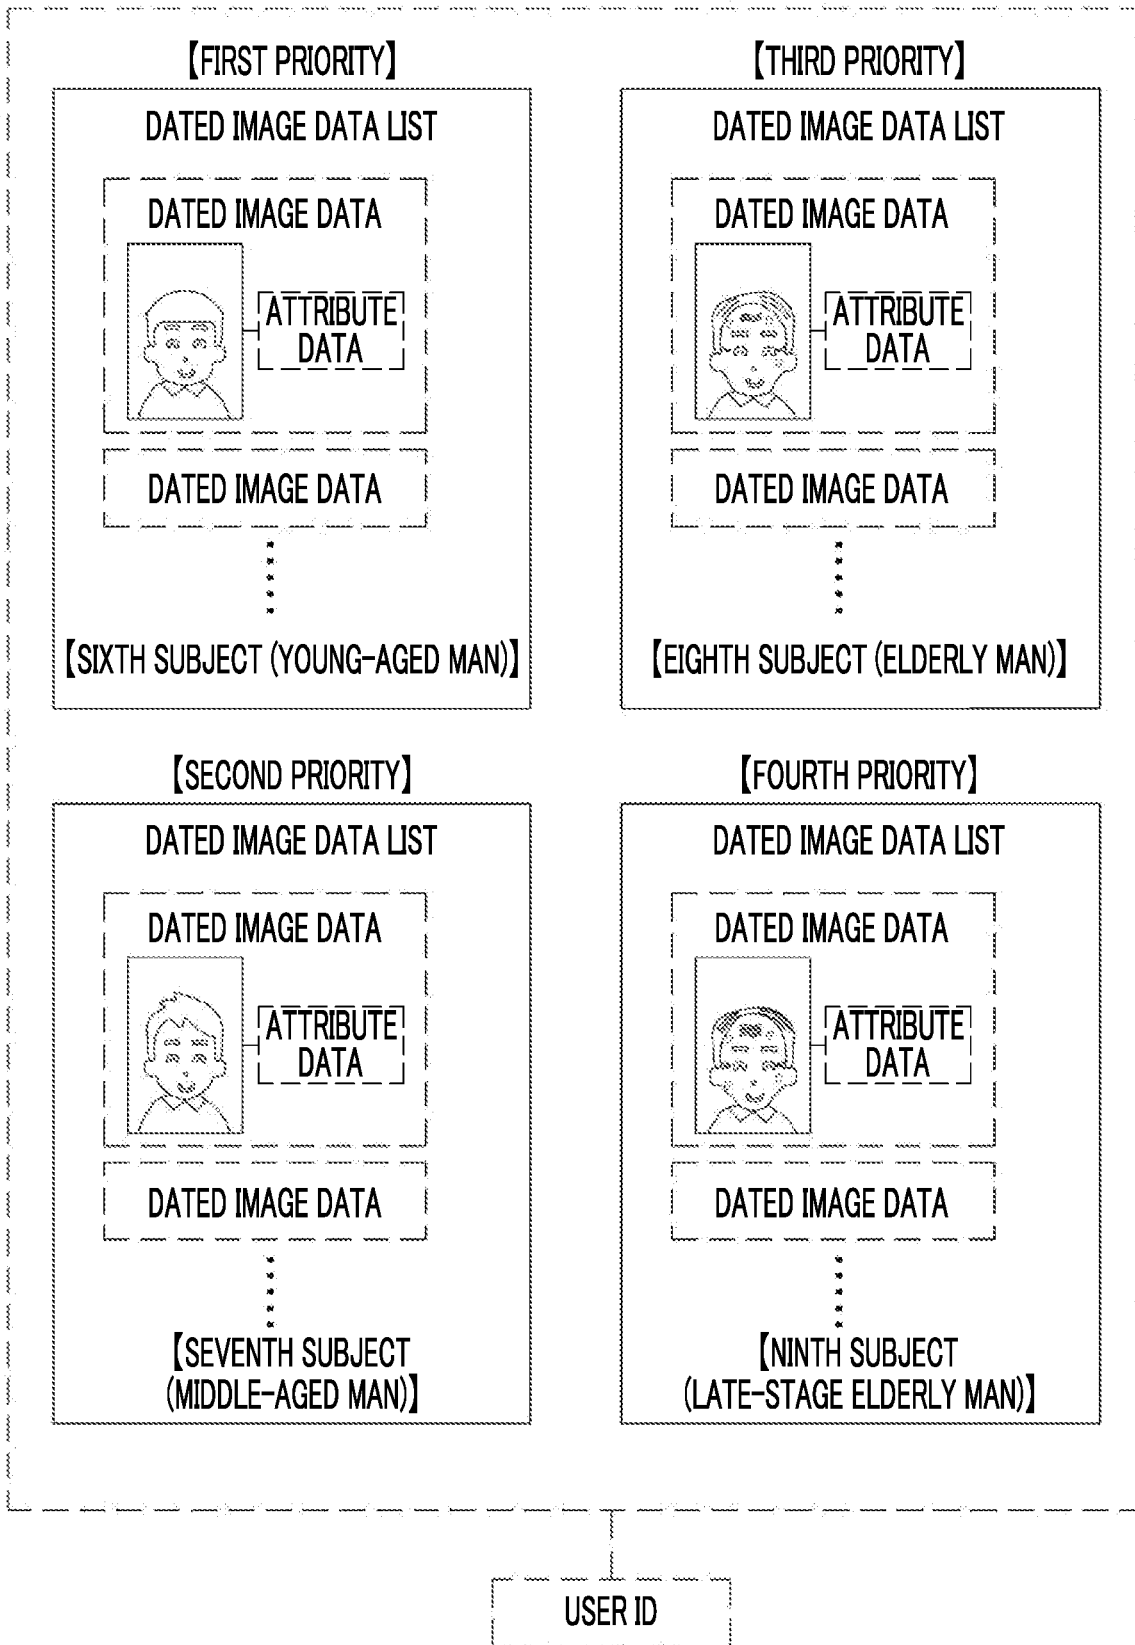 【FIRST PRIORITY】
DATED IMAGE DATA LIST
DATED IMAGE DATA
ATTRIBUTE
DATA
DATED IMAGE DATA
【SIXTH SUBJECT (YOUNG-AGED MAN)】
【THIRD PRIORITY】
DATED IMAGE DATA LIST
DATED IMAGE DATA
ATTRIBUTE
DATA
DATED IMAGE DATA
【EIGHTH SUBJECT (ELDERLY MAN)】
【SECOND PRIORITY】
DATED IMAGE DATA LIST
DATED IMAGE DATA
ATTRIBUTE
DATA
DATED IMAGE DATA
【SEVENTH SUBJECT
(MIDDLE-AGED MAN)】
【FOURTH PRIORITY】
DATED IMAGE DATA LIST
DATED IMAGE DATA
ATTRIBUTE
DATA
DATED IMAGE DATA
【NINTH SUBJECT
(LATE-STAGE ELDERLY MAN)】
USER ID